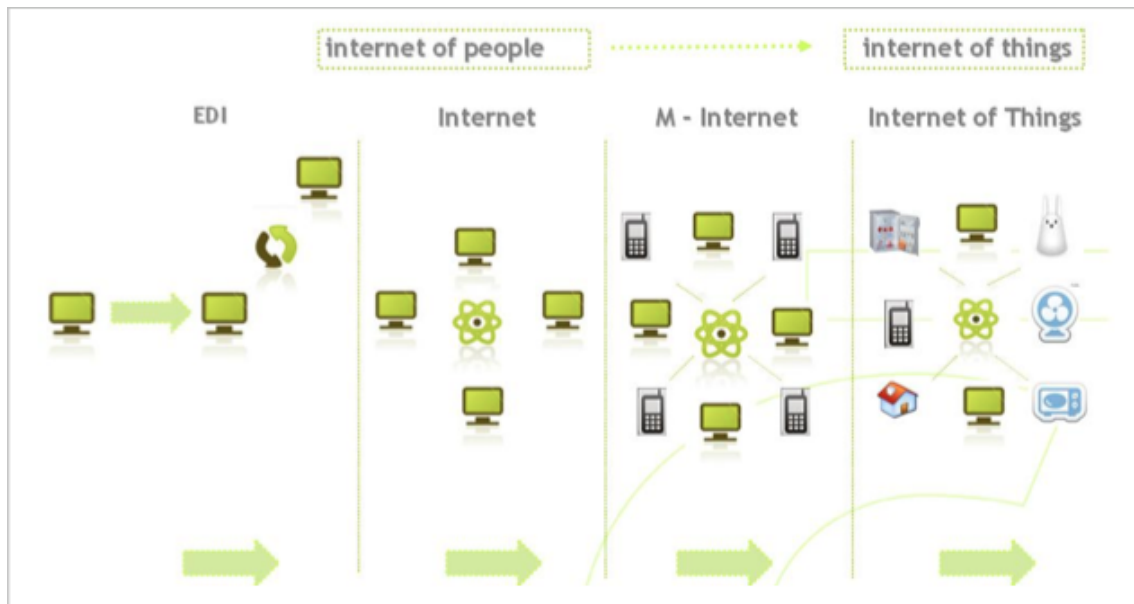 internet of people
internet of things
EDI
Internet
M - Internet
Internet of Things